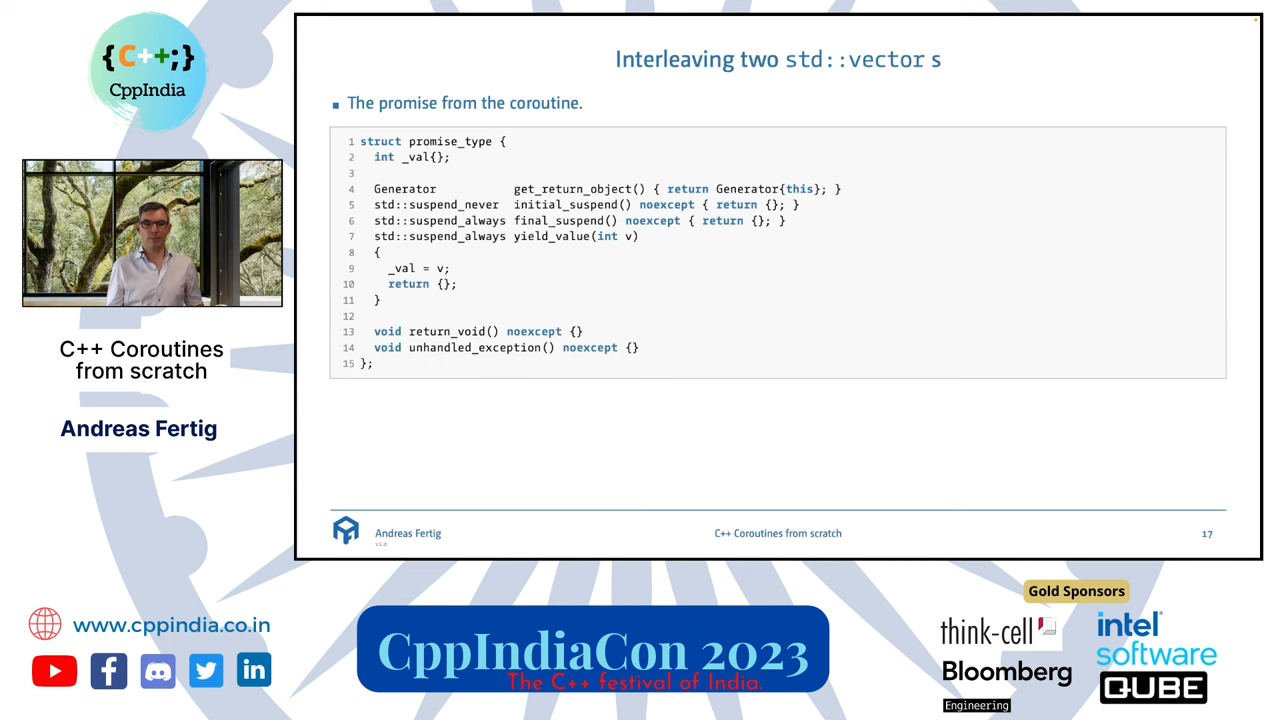 {C++;}
CppIndia
C++ Coroutines
from scratch
Andreas Fertig
Interleaving two std::vector s
The promise from the coroutine.
1 struct promise_type {
2 int _val{};
3
4 Generator get_return_object() { return Generator{this}; }
5 std::suspend_never initial_suspend() noexcept { return {}; }
6 std::suspend_always final_suspend() noexcept { return {}; }
7 std::suspend_always yield_value(int v)
8 {
9 _val = v;
10 return {};
11 }
12
13 void return_void() noexcept {}
14 void unhandled_exception() noexcept {}
15 };
Andreas Fertig
v1.0
C++ Coroutines from scratch
17
www.cppindia.co.in
CppIndiaCon 2023
The C++ festival of India.
Gold Sponsors
think-cell
intel
software
Bloomberg
Engineering
QUBE